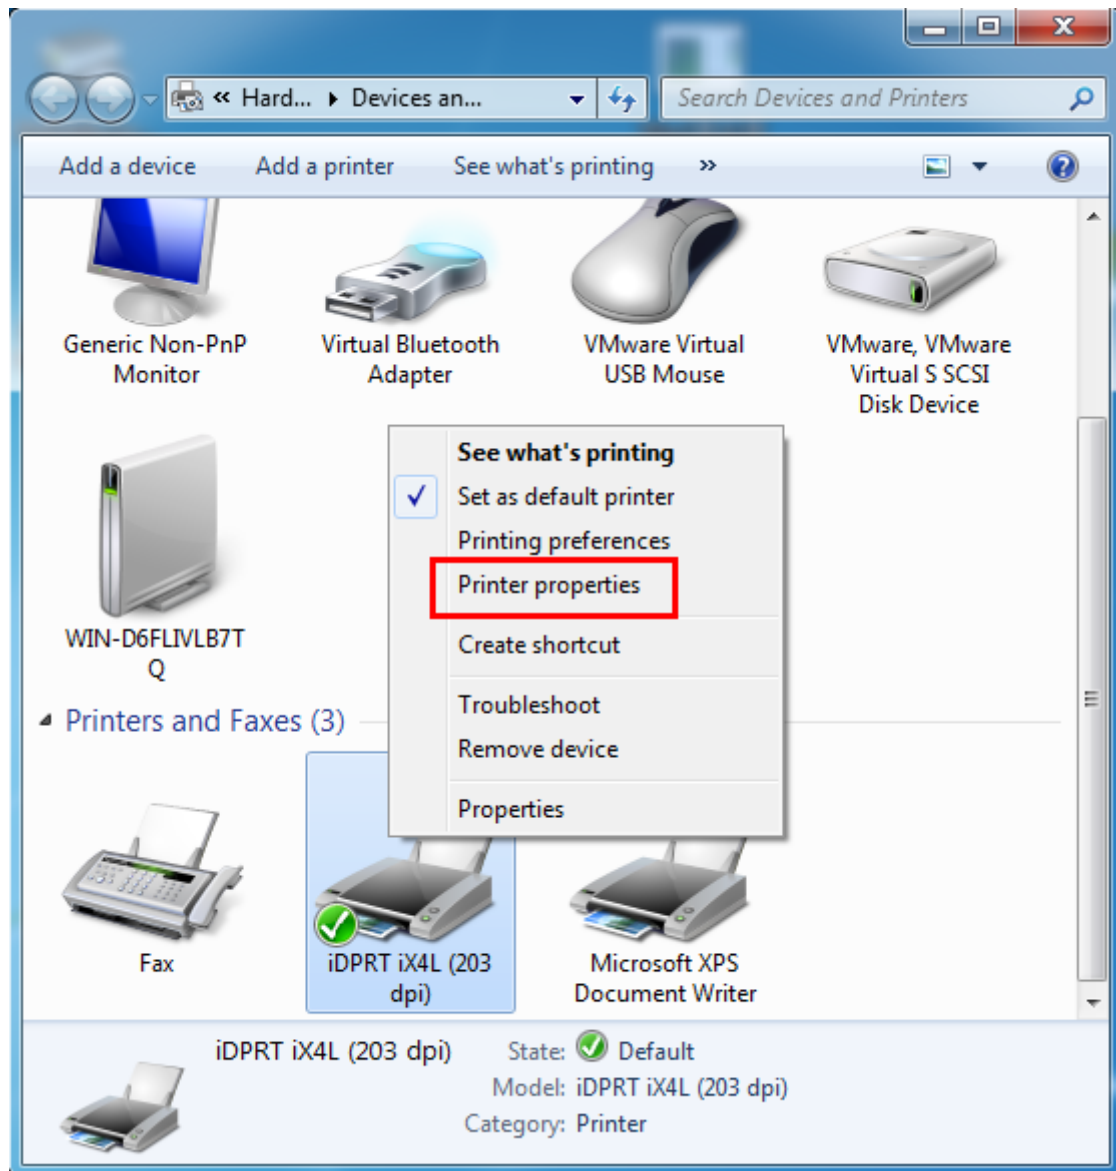 « Hard... ▸ Devices an...
Search Devices and Printers
Add a device
Add a printer
See what's printing
»
Generic Non-PnP
Monitor
Virtual Bluetooth
Adapter
VMware Virtual
USB Mouse
VMware, VMware
Virtual S SCSI
Disk Device
WIN-D6FLIVLB7T
Q
See what's printing
Set as default printer
Printing preferences
Printer properties
Create shortcut
Troubleshoot
Remove device
Properties
Printers and Faxes (3)
Fax
iDPRT iX4L (203
dpi)
Microsoft XPS
Document Writer
iDPRT iX4L (203 dpi)
State: Default
Model: iDPRT iX4L (203 dpi)
Category: Printer